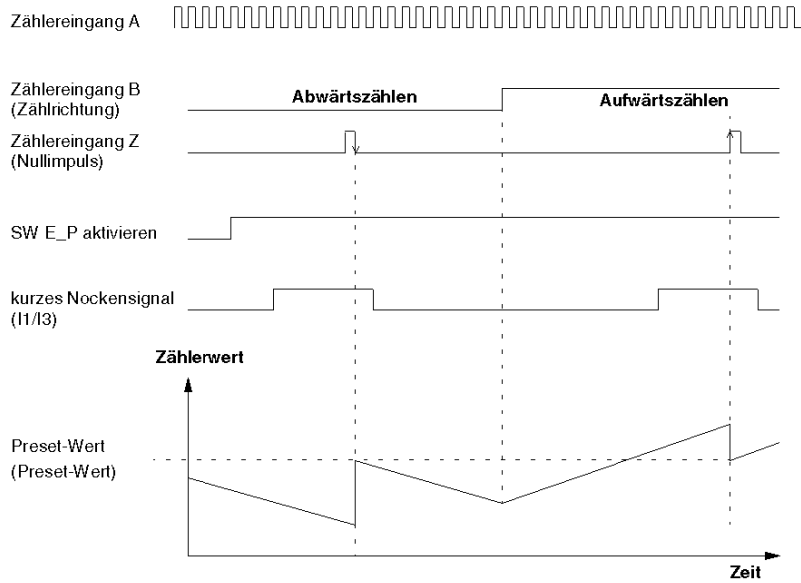 Zählereingang A
Zählereingang B
(Zählrichtung)
Abwärtszählen
Aufwärtszählen
Zählereingang Z
(Nullimpuls)
SW E_P aktivieren
kurzes Nockensignal
(I1/I3)
Zählerwert
Preset-Wert
(Preset-Wert)
Zeit